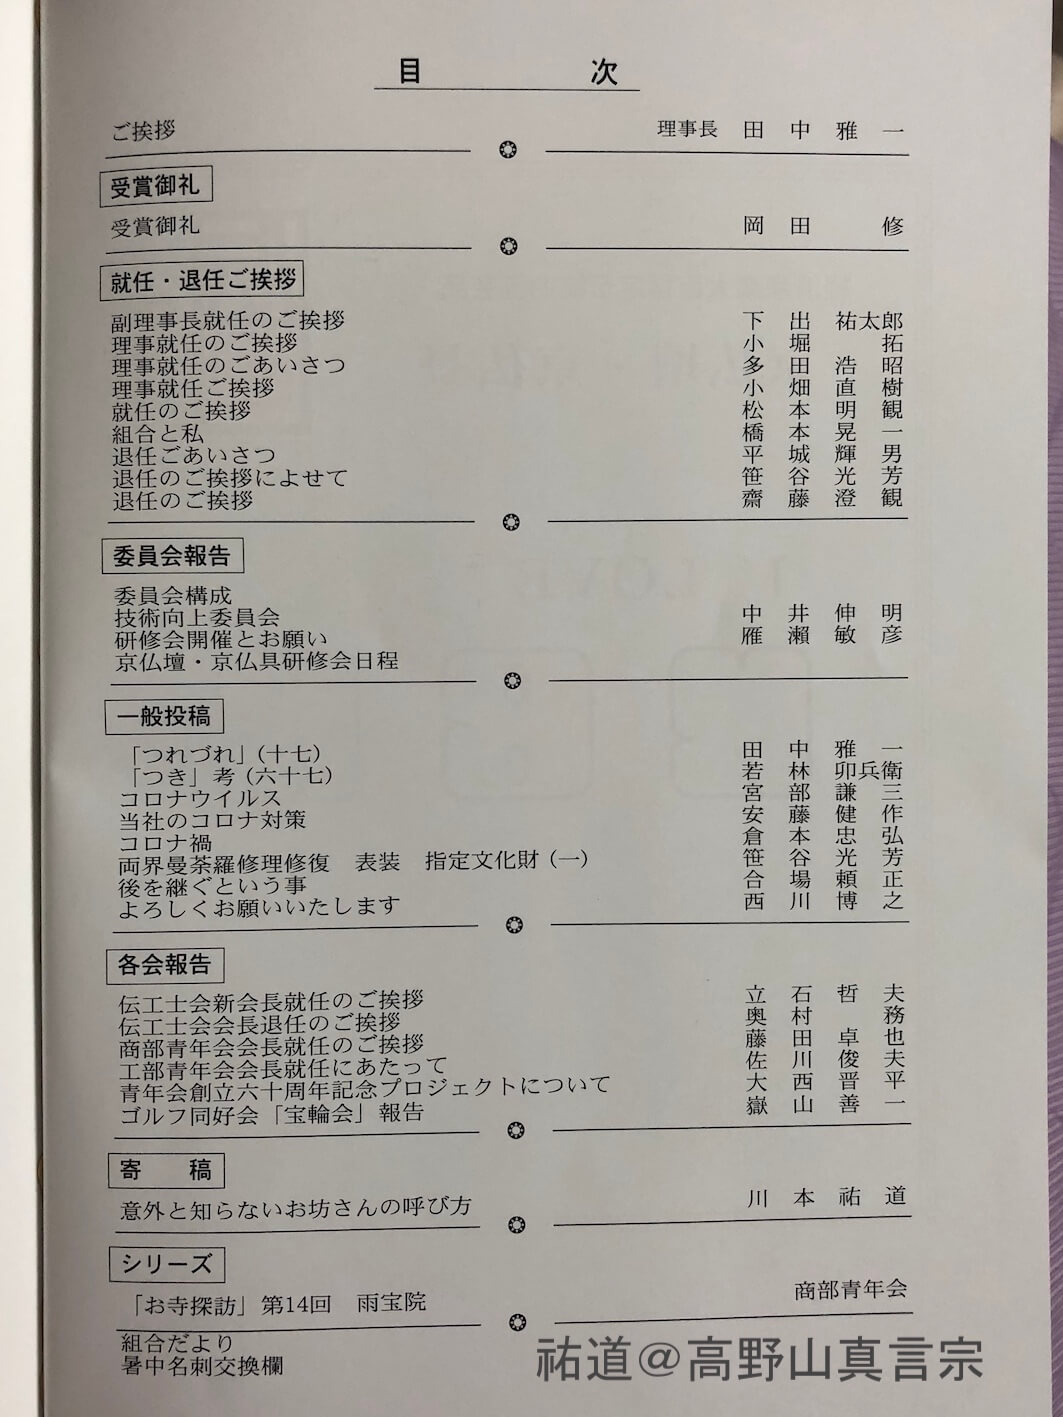 目　次
ご挨拶　理事長　田中雅一
受賞御礼
受賞御礼　岡田修
就任・退任ご挨拶
副理事長就任のご挨拶　下出祐太郎
理事就任のご挨拶　小堀拓
理事就任のごあいさつ　多田浩昭
理事就任ご挨拶　小畑直樹
就任のご挨拶　松本明観
組合と私　橋本晃一
退任ごあいさつ　平城輝男
退任のご挨拶によせて　笹谷光芳
退任のご挨拶　齋藤澄観
委員会報告
委員会構成
技術向上委員会　中井伸明
研修会開催とお願い　雁瀬敏彦
京仏壇・京仏具研修会日程
一般投稿
「つれづれ」（十七）　田中雅一
「つき」考（六十七）　若林卯兵衛
コロナウイルス　宮部謙三
当社のコロナ対策　安藤健作
コロナ禍　倉本忠弘
両界曼荼羅修理修復　表装　指定文化財（一）　笹谷光芳
後を継ぐという事　合場頼正
よろしくお願いいたします　西川博之
各会報告
伝工士会新会長就任のご挨拶　立石哲夫
伝工士会会長退任のご挨拶　奥村務
商部青年会会長就任のご挨拶　藤田卓也
工部青年会会長就任にあたって　佐川俊夫
青年会創立六十周年記念プロジェクトについて　大西晋平
ゴルフ同好会「宝輪会」報告　嶽山善一
寄　稿
意外と知らないお坊さんの呼び方　川本祐道
シリーズ
「お寺探訪」第14回　雨宝院　商部青年会
組合だより
暑中名刺交換欄
祐道＠高野山真言宗